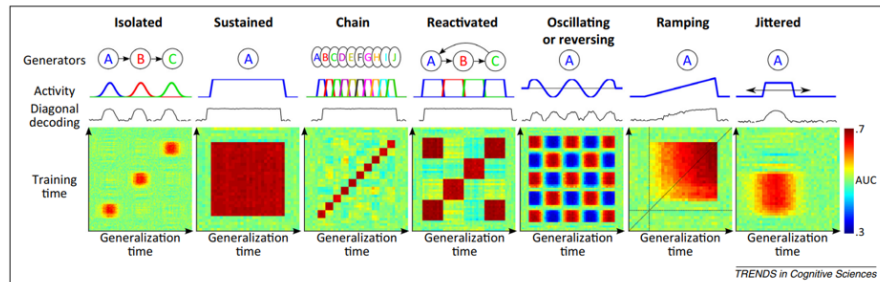 Isolated
Sustained
Chain
Reactivated
Oscillating
or reversing
Ramping
Jittered
Generators
A B C
A
A B C D E F G H I J
A B C
A
A
A
Activity
Diagonal
decoding
Training
time
.7
AUC
.3
Generalization
time
Generalization
time
Generalization
time
Generalization
time
Generalization
time
Generalization
time
Generalization
time
TRENDS in Cognitive Sciences